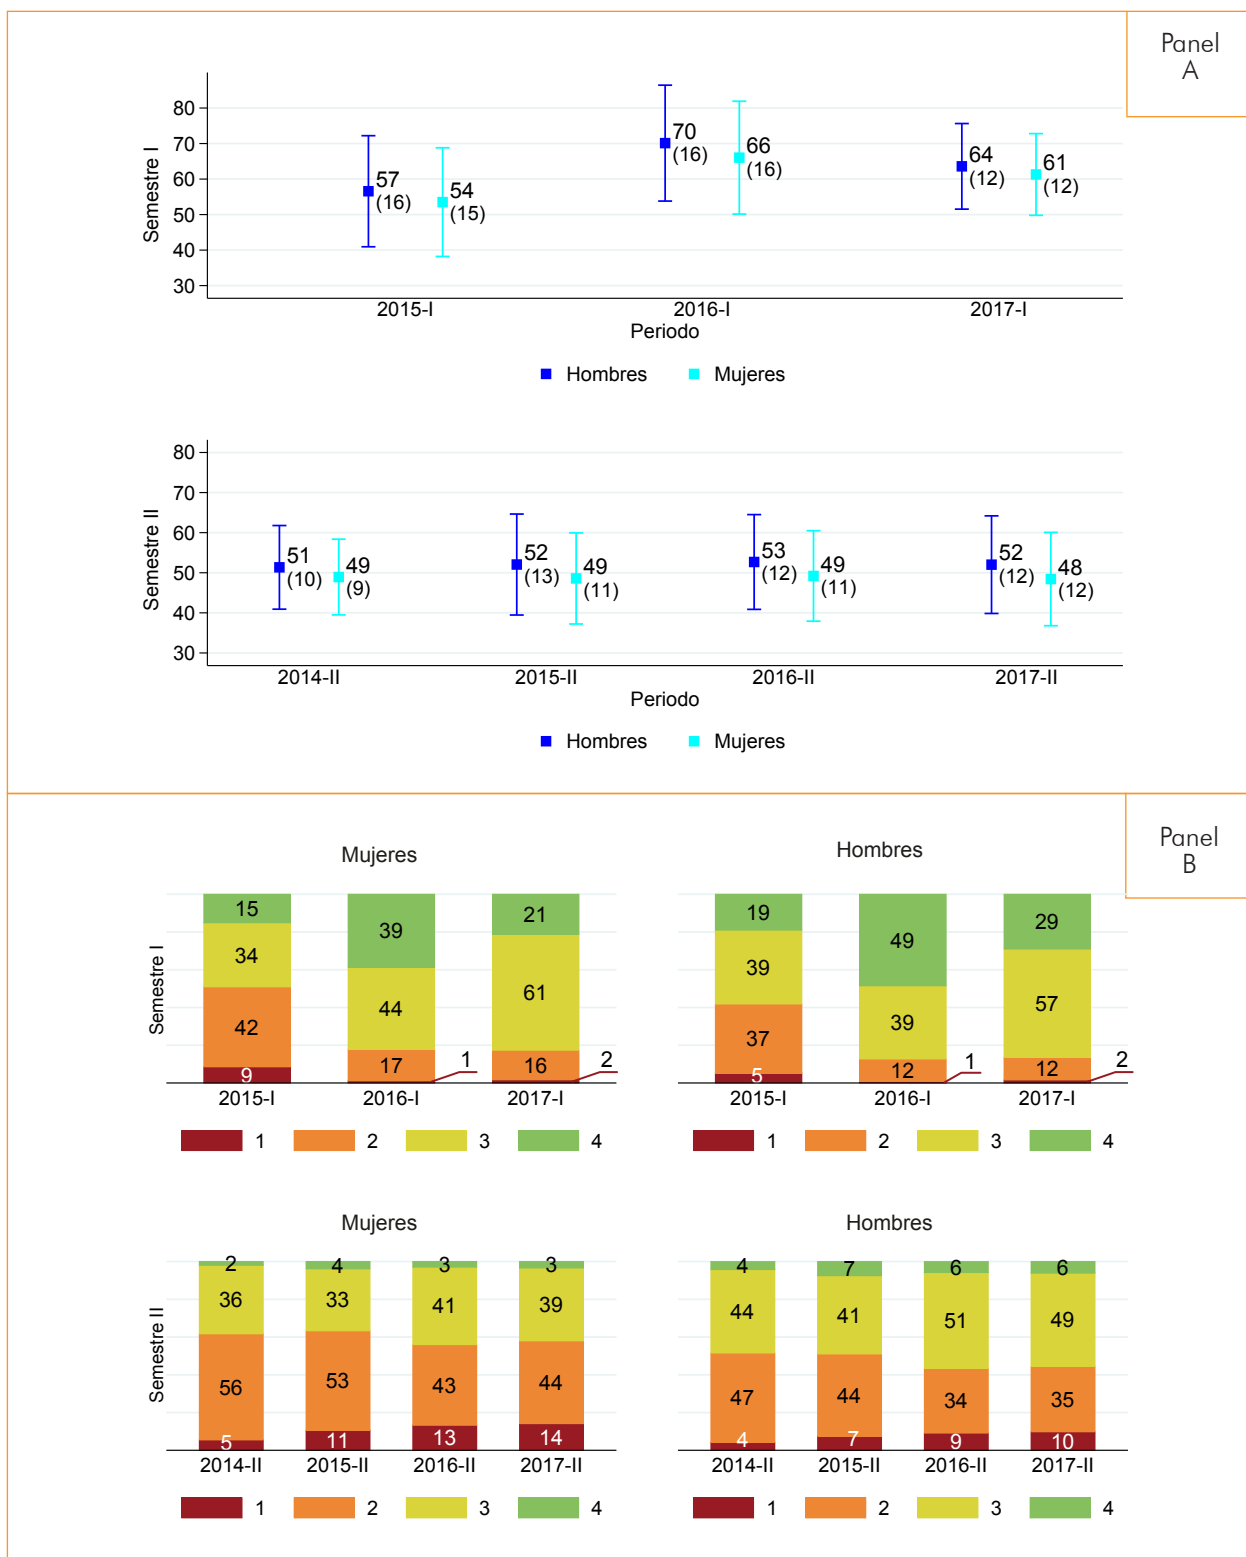 Panel
A
80
70
60
50
40
30
Semestre I
57
(16)
54
(15)
70
(16)
66
(16)
64
(12)
61
(12)
2015-I 2016-I 2017-I
Periodo
Hombres Mujeres
80
70
60
50
40
30
Semestre II
51
(10)
49
(9)
52
(13)
49
(11)
53
(12)
49
(11)
52
(12)
48
(12)
2014-II 2015-II 2016-II 2017-II
Periodo
Hombres Mujeres
Panel
B
Mujeres
Semestre I
15 39 21
34 44 61
42 17 16
9 1 2
2015-I 2016-I 2017-I
1 2 3 4
Hombres
19 49 29
39 39 57
37 12 12
5 1 2
2015-I 2016-I 2017-I
1 2 3 4
Mujeres
Semestre II
2 4 3 3
36 33 41 39
56 53 43 44
5 11 13 14
2014-II 2015-II 2016-II 2017-II
1 2 3 4
Hombres
4 7 6 6
44 41 51 49
47 44 34 35
4 7 9 10
2014-II 2015-II 2016-II 2017-II
1 2 3 4